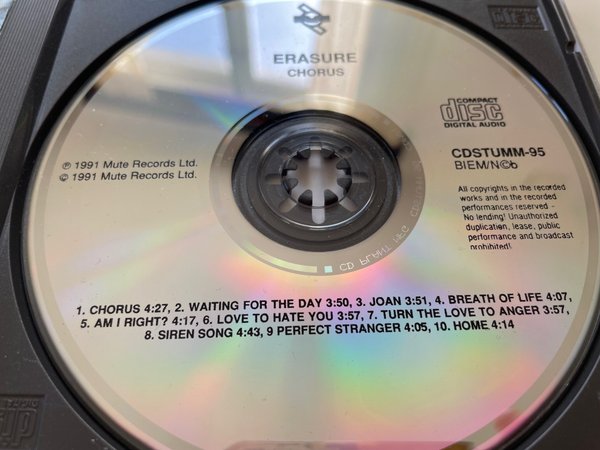 ERASURE
CHORUS
COMPACT
disc
DIGITAL AUDIO
℗ 1991 Mute Records Ltd.
© 1991 Mute Records Ltd.
CDSTUMM-95
BIEM/N©b
All copyrights in the recorded
works and in the recorded
performances reserved -
No lending! Unauthorized
duplication, lease, public
performance and broadcast
prohibited!
CD PLANT MFG
1. CHORUS 4:27, 2. WAITING FOR THE DAY 3:50, 3. JOAN 3:51, 4. BREATH OF LIFE 4:07,
5. AM I RIGHT? 4:17, 6. LOVE TO HATE YOU 3:57, 7. TURN THE LOVE TO ANGER 3:57,
8. SIREN SONG 4:43, 9 PERFECT STRANGER 4:05, 10. HOME 4:14